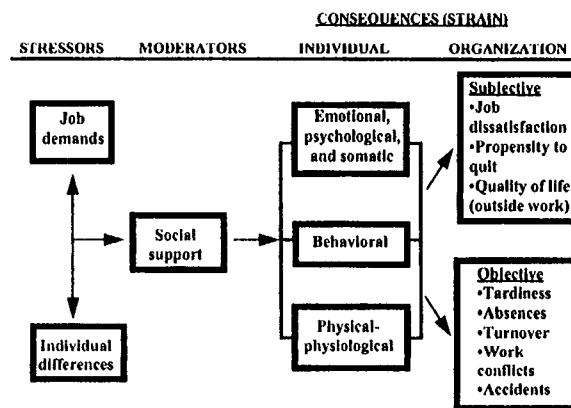 CONSEQUENCES (STRAIN)
STRESSORS MODERATORS INDIVIDUAL ORGANIZATION
Job
demands
Individual
differences
Social
support
Emotional,
psychological,
and somatic
Behavioral
Physical-
physiological
Subjective
•Job
dissatisfaction
•Propensity to
quit
•Quality of life
(outside work)
Objective
•Tardiness
•Absences
•Turnover
•Work
conflicts
•Accidents